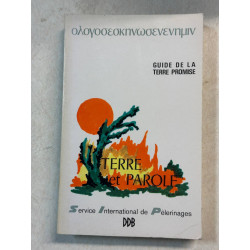 ολογοσεσκηνωσενενημιν
GUIDE DE LA
TERRE PROMISE
TERRE
et PAROLE
Service International de Pèlerinages
DDB